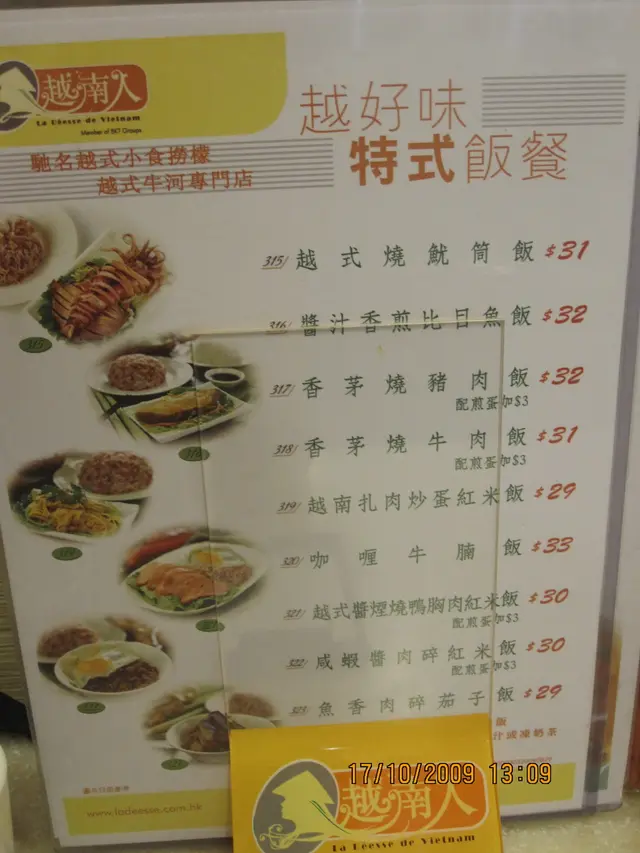 越南人
La Déesse de Vietnam
Member of BKT Groups
馳名越式小食撈檬
越式牛河專門店
越好味
特式飯餐
315/ 越式燒魷筒飯 $31
316/ 醬汁香煎比目魚飯 $32
317/ 香茅燒豬肉飯 $32
配煎蛋加$3
318/ 香茅燒牛肉飯 $31
配煎蛋加$3
319/ 越南扎肉炒蛋紅米飯 $29
320/ 咖喱牛腩飯 $33
321/ 越式醬煙燒鴨胸肉紅米飯 $30
配煎蛋加$3
322/ 咸蝦醬肉碎紅米飯 $30
配煎蛋加$3
323/ 魚香肉碎茄子飯 $29
飯
汁或凍奶茶
www.ladeesse.com.hk
17/10/2009 13:09
越南人
La Déesse de Vietnam